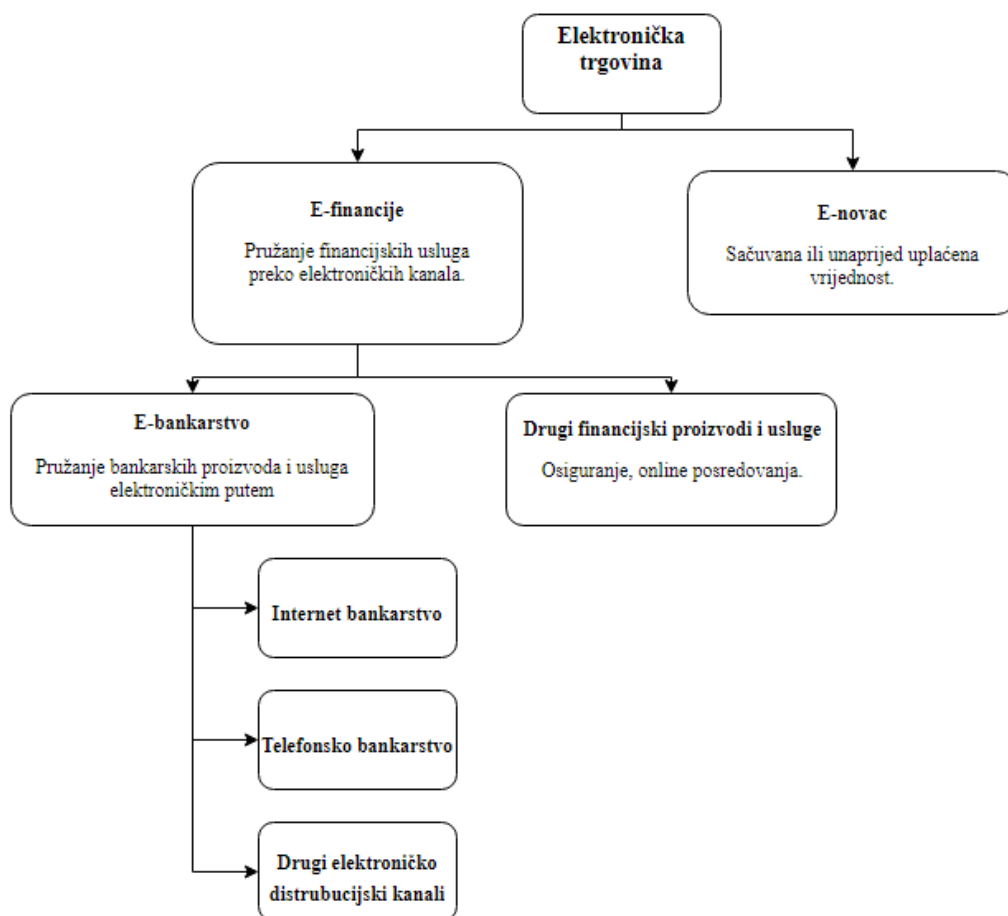 Elektronička
trgovina
E-financije
Pružanje financijskih usluga
preko elektroničkih kanala.
E-novac
Sačuvana ili unaprijed uplaćena
vrijednost.
E-bankarstvo
Pružanje bankarskih proizvoda i usluga
elektroničkim putem
Drugi financijski proizvodi i usluge
Osiguranje, online posredovanja.
Internet bankarstvo
Telefonsko bankarstvo
Drugi elektroničko
distrubucijski kanali